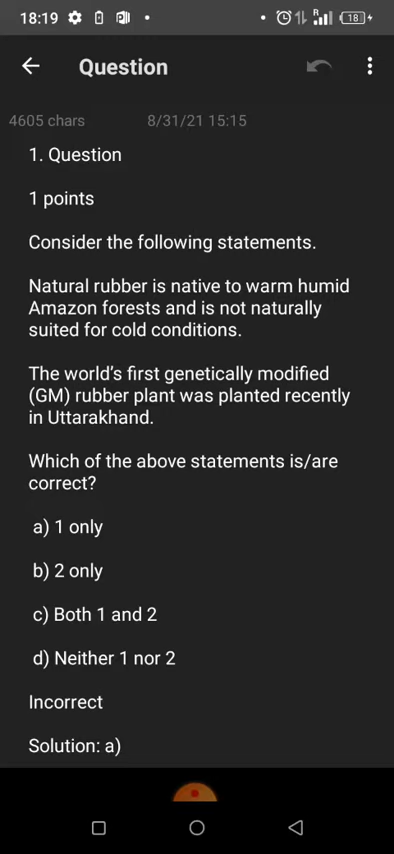 18:19
R
18
Question
4605 chars 8/31/21 15:15
1. Question
1 points
Consider the following statements.
Natural rubber is native to warm humid
Amazon forests and is not naturally
suited for cold conditions.
The world's first genetically modified
(GM) rubber plant was planted recently
in Uttarakhand.
Which of the above statements is/are
correct?
a) 1 only
b) 2 only
c) Both 1 and 2
d) Neither 1 nor 2
Incorrect
Solution: a)